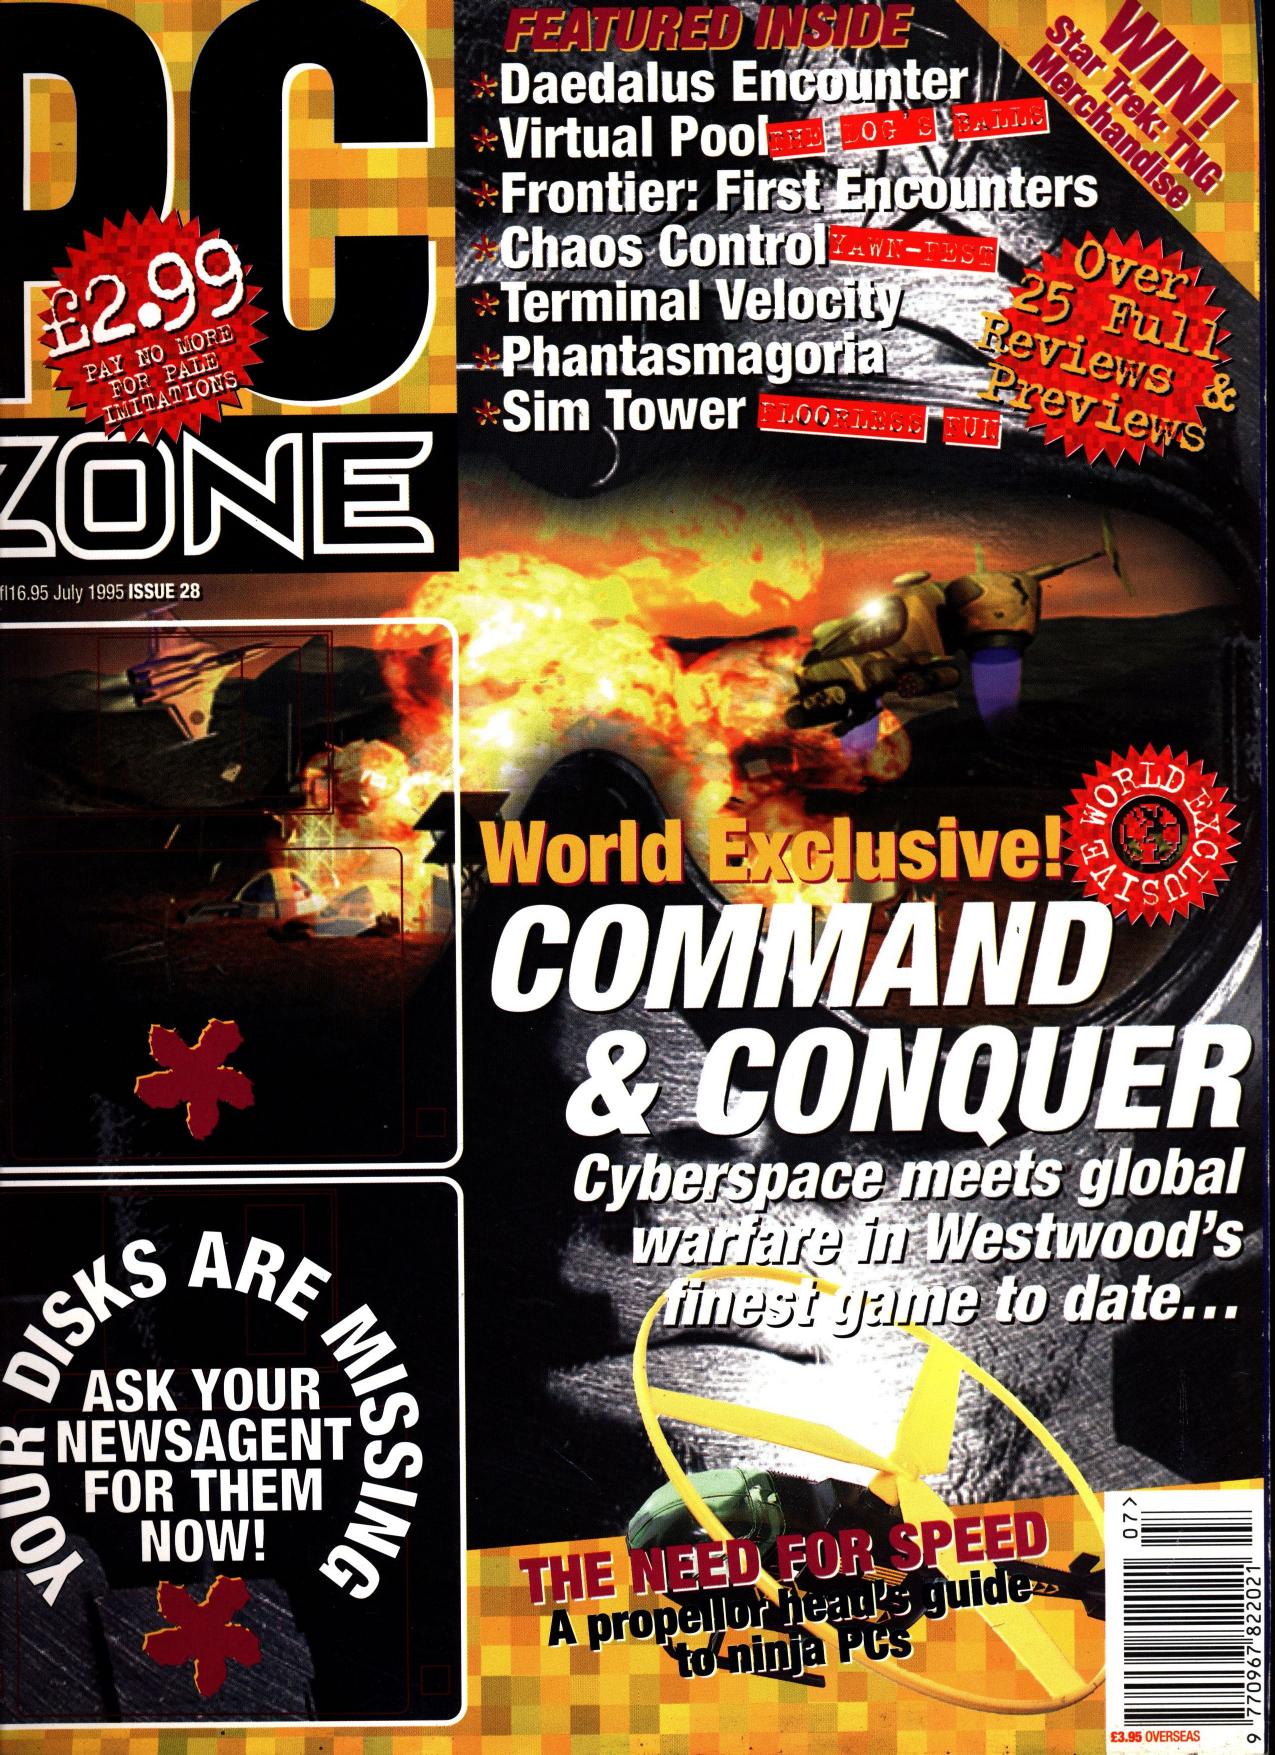 PC
ZONE
£2.99
PAY NO MORE
FOR PALE
IMITATIONS
fl16.95 July 1995 ISSUE 28
FEATURED INSIDE
*Daedalus Encounter
*Virtual Pool THE LOG'S BALLS
*Frontier: First Encounters
*Chaos Control YAWN-FEST
*Terminal Velocity
*Phantasmagoria
*Sim Tower FLOORLESS FUN
WIN!
Star Trek: TNG
Merchandise
Over
25 Full
Reviews &
Previews
World Exclusive!
WORLD EXCLUSIVE
COMMAND
& CONQUER
Cyberspace meets global
warfare in Westwood's
finest game to date...
YOUR DISKS ARE MISSING
ASK YOUR
NEWSAGENT
FOR THEM
NOW!
THE NEED FOR SPEED
A propellor head's guide
to ninja PCs
07>
9 770967 822021
£3.95 OVERSEAS